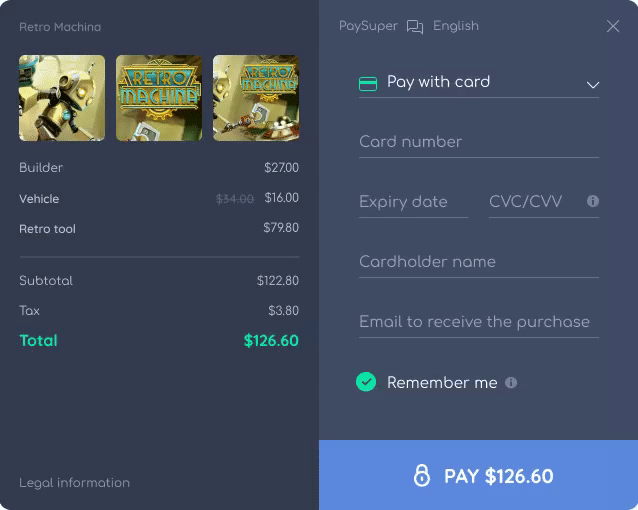 Retro Machina
RETRO
MACHINA
RETRO
MACHINA
Builder $27.00
Vehicle $34.00 $16.00
Retro tool $79.80
Subtotal $122.80
Tax $3.80
Total $126.60
Legal information
PaySuper English
Pay with card
Card number
Expiry date CVC/CVV
Cardholder name
Email to receive the purchase
Remember me
PAY $126.60